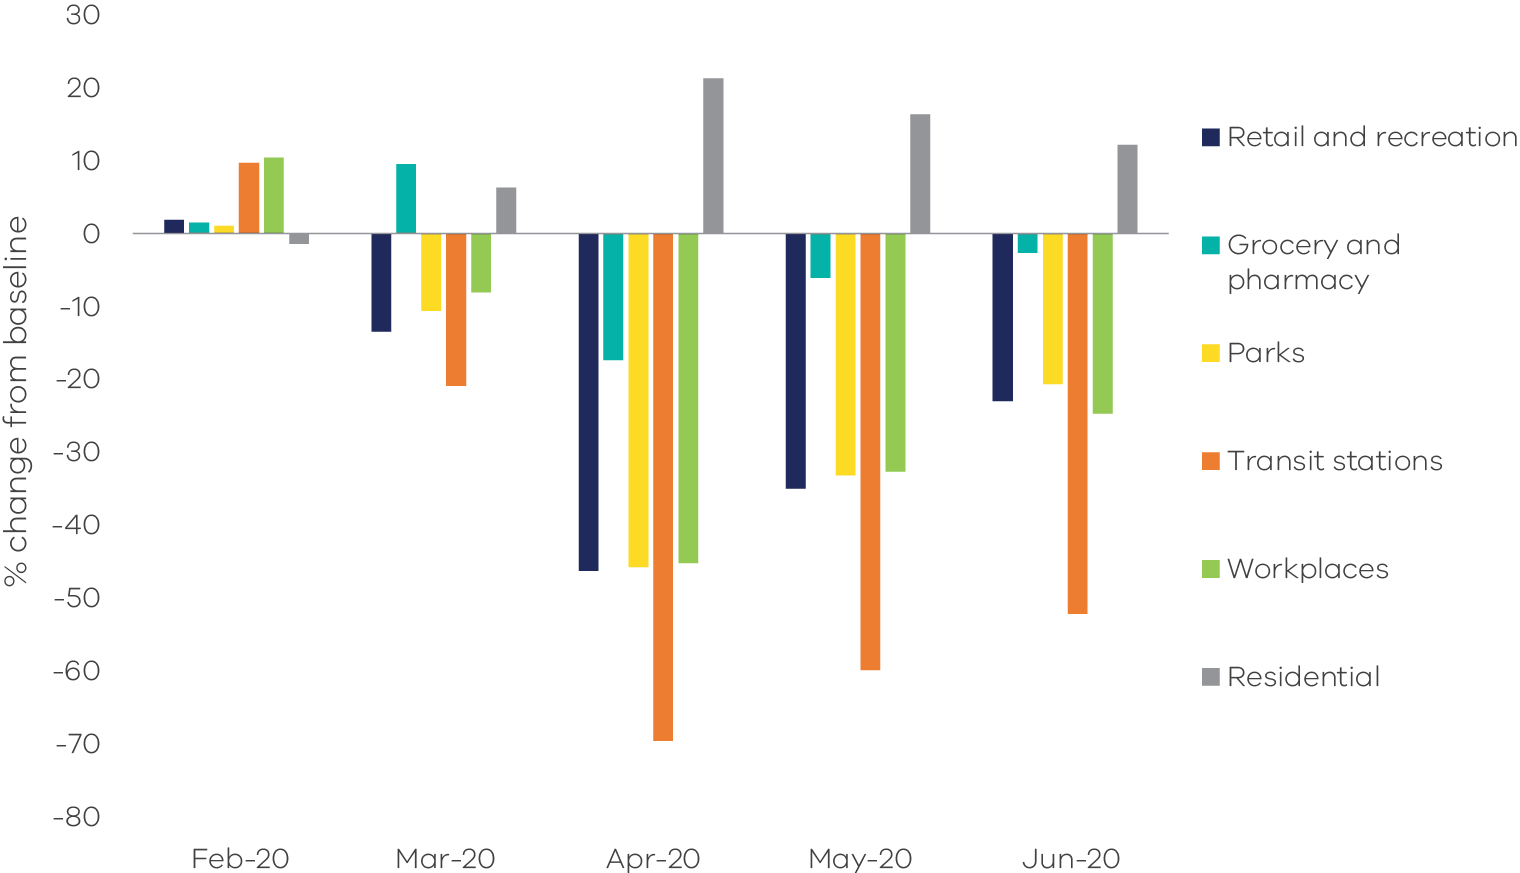 % change from baseline
30
20
10
0
-10
-20
-30
-40
-50
-60
-70
-80
Feb-20
Mar-20
Apr-20
May-20
Jun-20
Retail and recreation
Grocery and
pharmacy
Parks
Transit stations
Workplaces
Residential